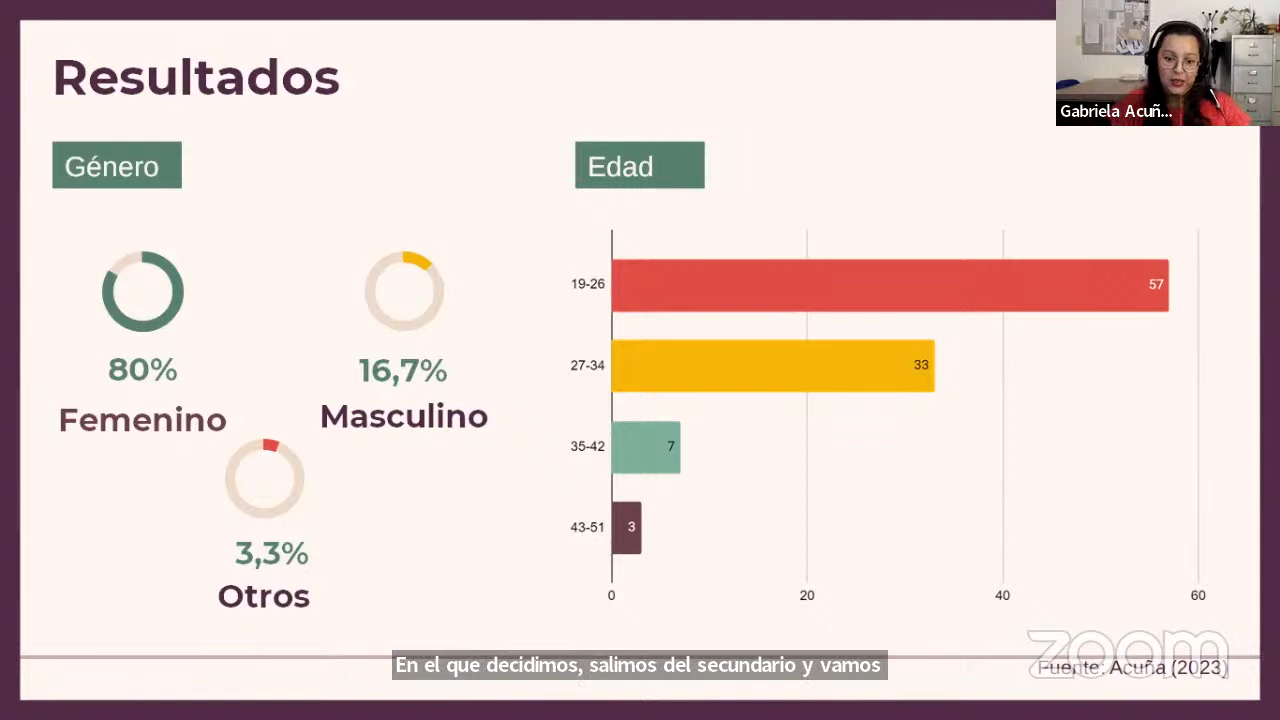 Resultados
Gabriela Acuñ...
Género
Edad
80%
Femenino
16,7%
Masculino
3,3%
Otros
19-26
57
27-34
33
35-42
7
43-51
3
0
20
40
60
zoom
Fuente: Acuña (2023)
En el que decidimos, salimos del secundario y vamos